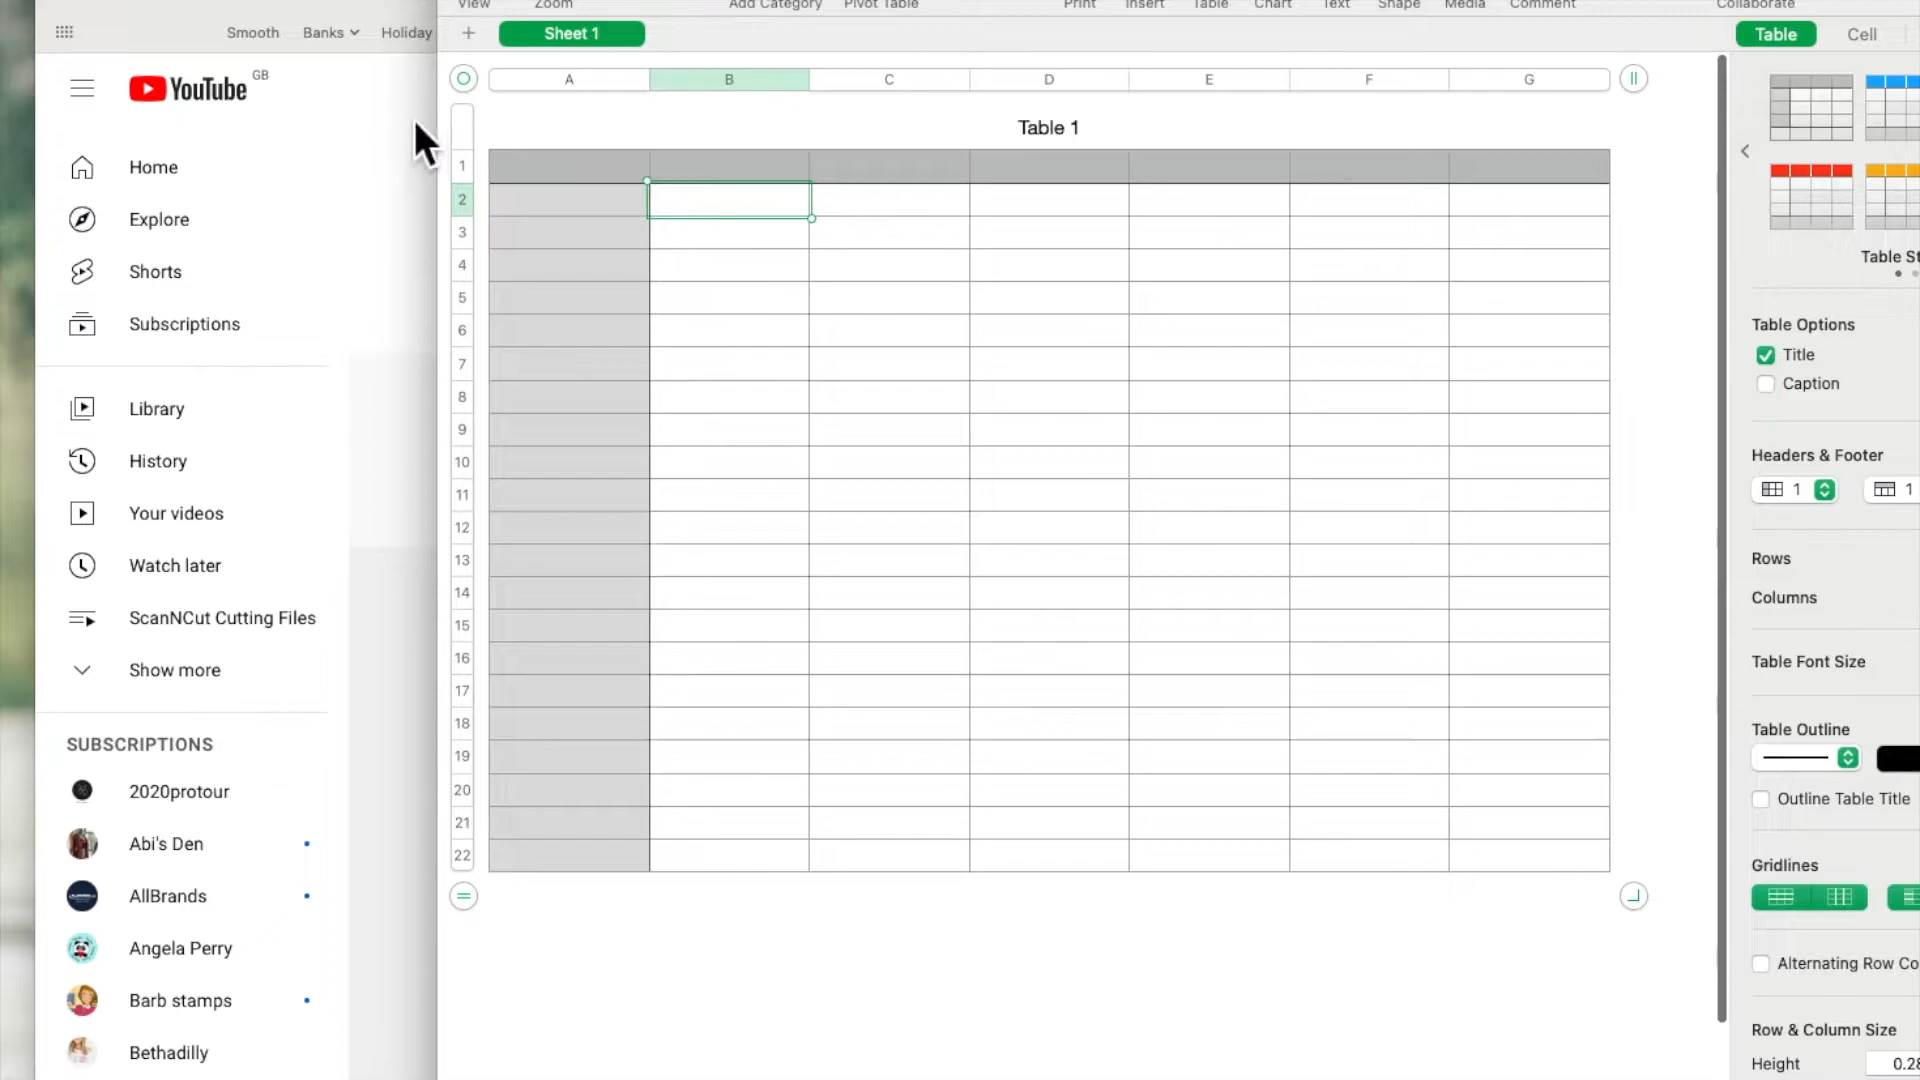 View Zoom Add Category Pivot Table Print Insert Table Chart Text Shape Media Comment Collaborate
Smooth Banks Holiday
Sheet 1
Table Cell
YouTube GB
A B C D E F G
Table 1
Home
Explore
Shorts
Subscriptions
Library
History
Your videos
Watch later
ScanNCut Cutting Files
Show more
SUBSCRIPTIONS
2020protour
Abi's Den
AllBrands
Angela Perry
Barb stamps
Bethadilly
1
2
3
4
5
6
7
8
9
10
11
12
13
14
15
16
17
18
19
20
21
22
Table St
Table Options
Title
Caption
Headers & Footer
1 1
Rows
Columns
Table Font Size
Table Outline
Outline Table Title
Gridlines
Alternating Row Co
Row & Column Size
Height 0.28